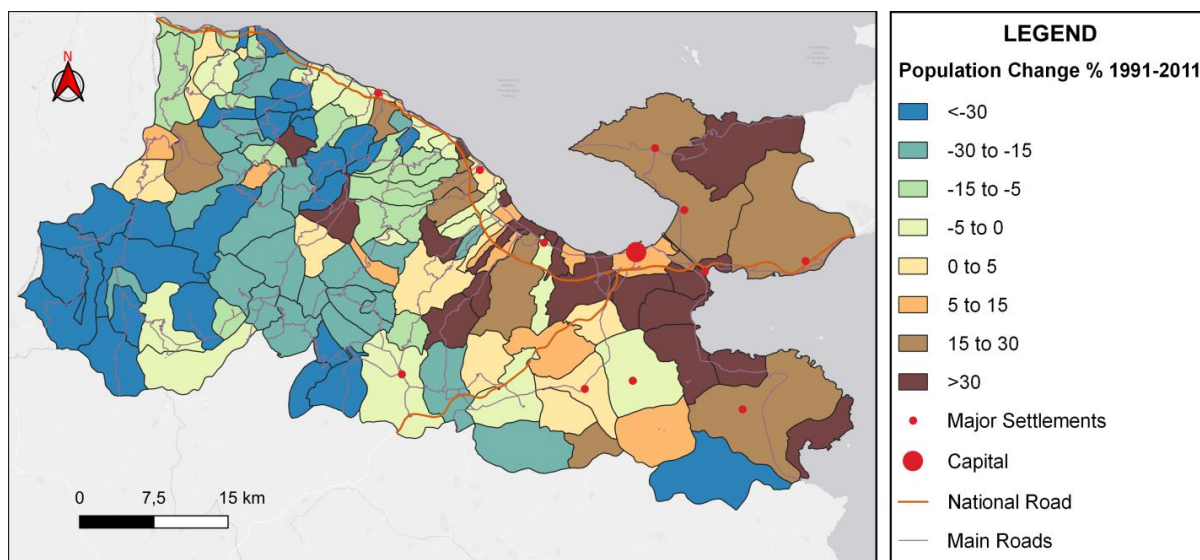 N
0 7,5 15 km
LEGEND
Population Change % 1991-2011
<-30
-30 to -15
-15 to -5
-5 to 0
0 to 5
5 to 15
15 to 30
>30
Major Settlements
Capital
National Road
Main Roads